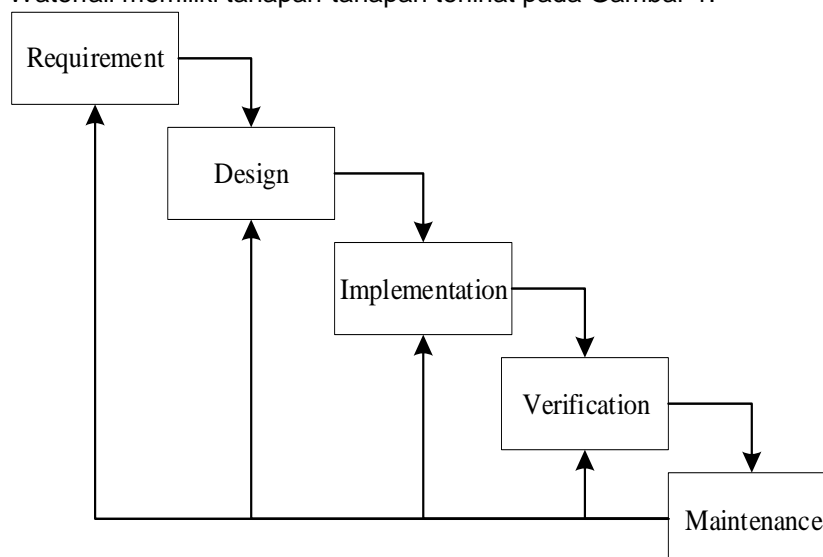 Waterfall memiliki tahapan-tahapan terlihat pada Gambar 1.
Requirement
Design
Implementation
Verification
Maintenance